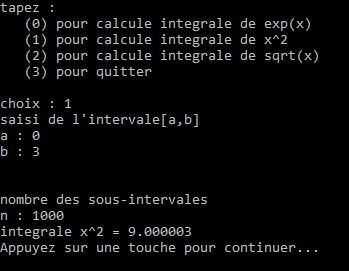 tapez :
(0) pour calcule integrale de exp(x)
(1) pour calcule integrale de x^2
(2) pour calcule integrale de sqrt(x)
(3) pour quitter
choix : 1
saisi de l'intervale[a,b]
a : 0
b : 3
nombre des sous-intervales
n : 1000
integrale x^2 = 9.000003
Appuyez sur une touche pour continuer...